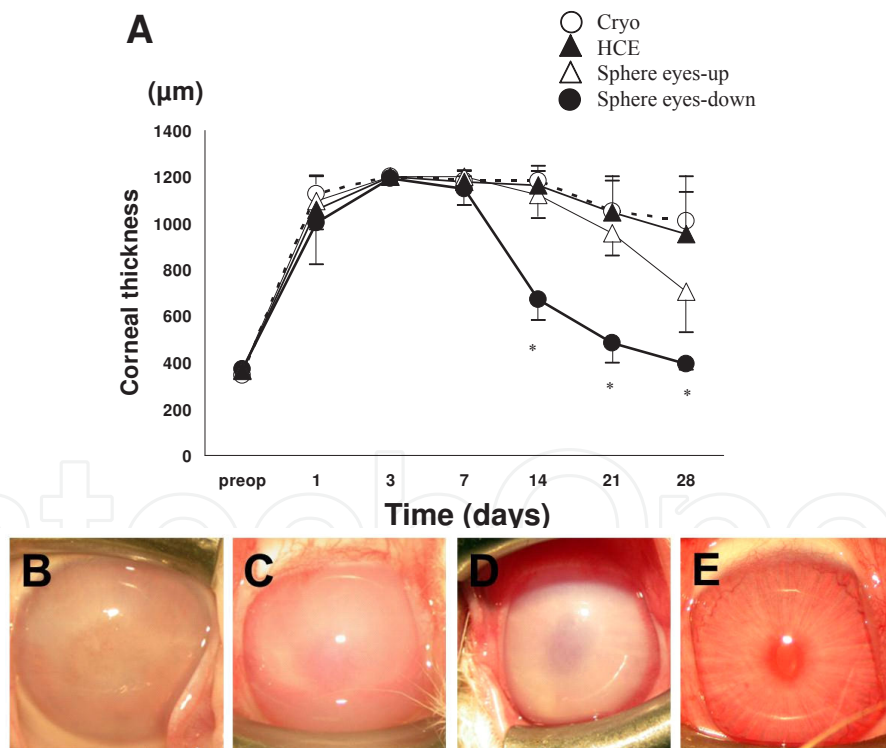 A
Cryo
HCE
Sphere eyes-up
Sphere eyes-down
(μm)
Corneal thickness
1400
1200
1000
800
600
400
200
0
*
*
*
preop 1 3 7 14 21 28
Time (days)
B C D E